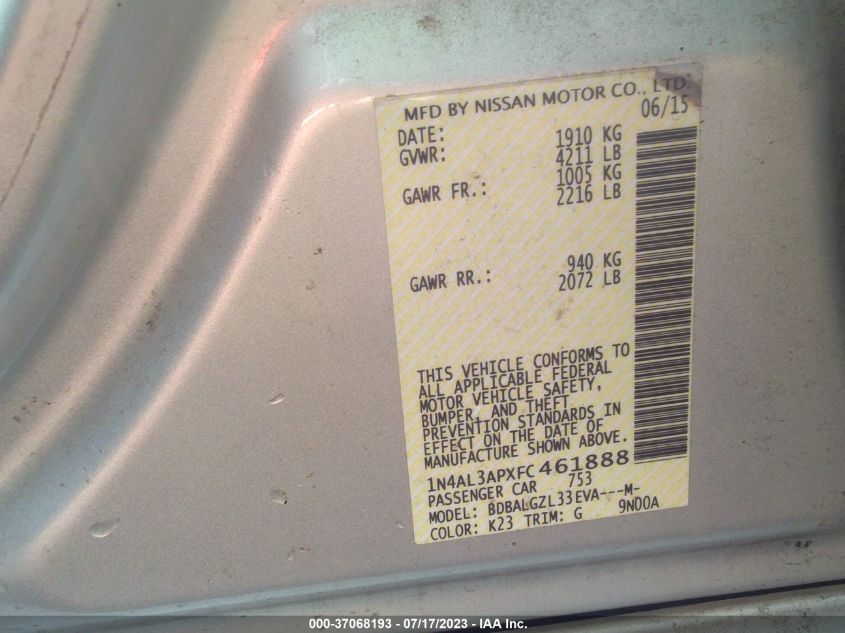 MFD BY NISSAN MOTOR CO., LTD.
DATE: 06/15
GVWR: 1910 KG
4211 LB
GAWR FR.: 1005 KG
2216 LB
GAWR RR.: 940 KG
2072 LB
THIS VEHICLE CONFORMS TO
ALL APPLICABLE FEDERAL
MOTOR VEHICLE SAFETY,
BUMPER, AND THEFT
PREVENTION STANDARDS IN
EFFECT ON THE DATE OF
MANUFACTURE SHOWN ABOVE.
1N4AL3APXFC461888
PASSENGER CAR 753
MODEL: BDBALGZL33EVA---M-
COLOR: K23 TRIM: G 9N00A
000-37068193 - 07/17/2023 - IAA Inc.